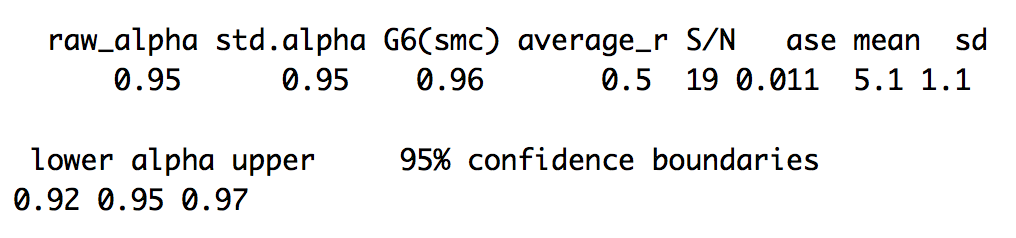 raw_alpha std.alpha G6(smc) average_r S/N ase mean sd
0.95 0.95 0.96 0.5 19 0.011 5.1 1.1
lower alpha upper 95% confidence boundaries
0.92 0.95 0.97